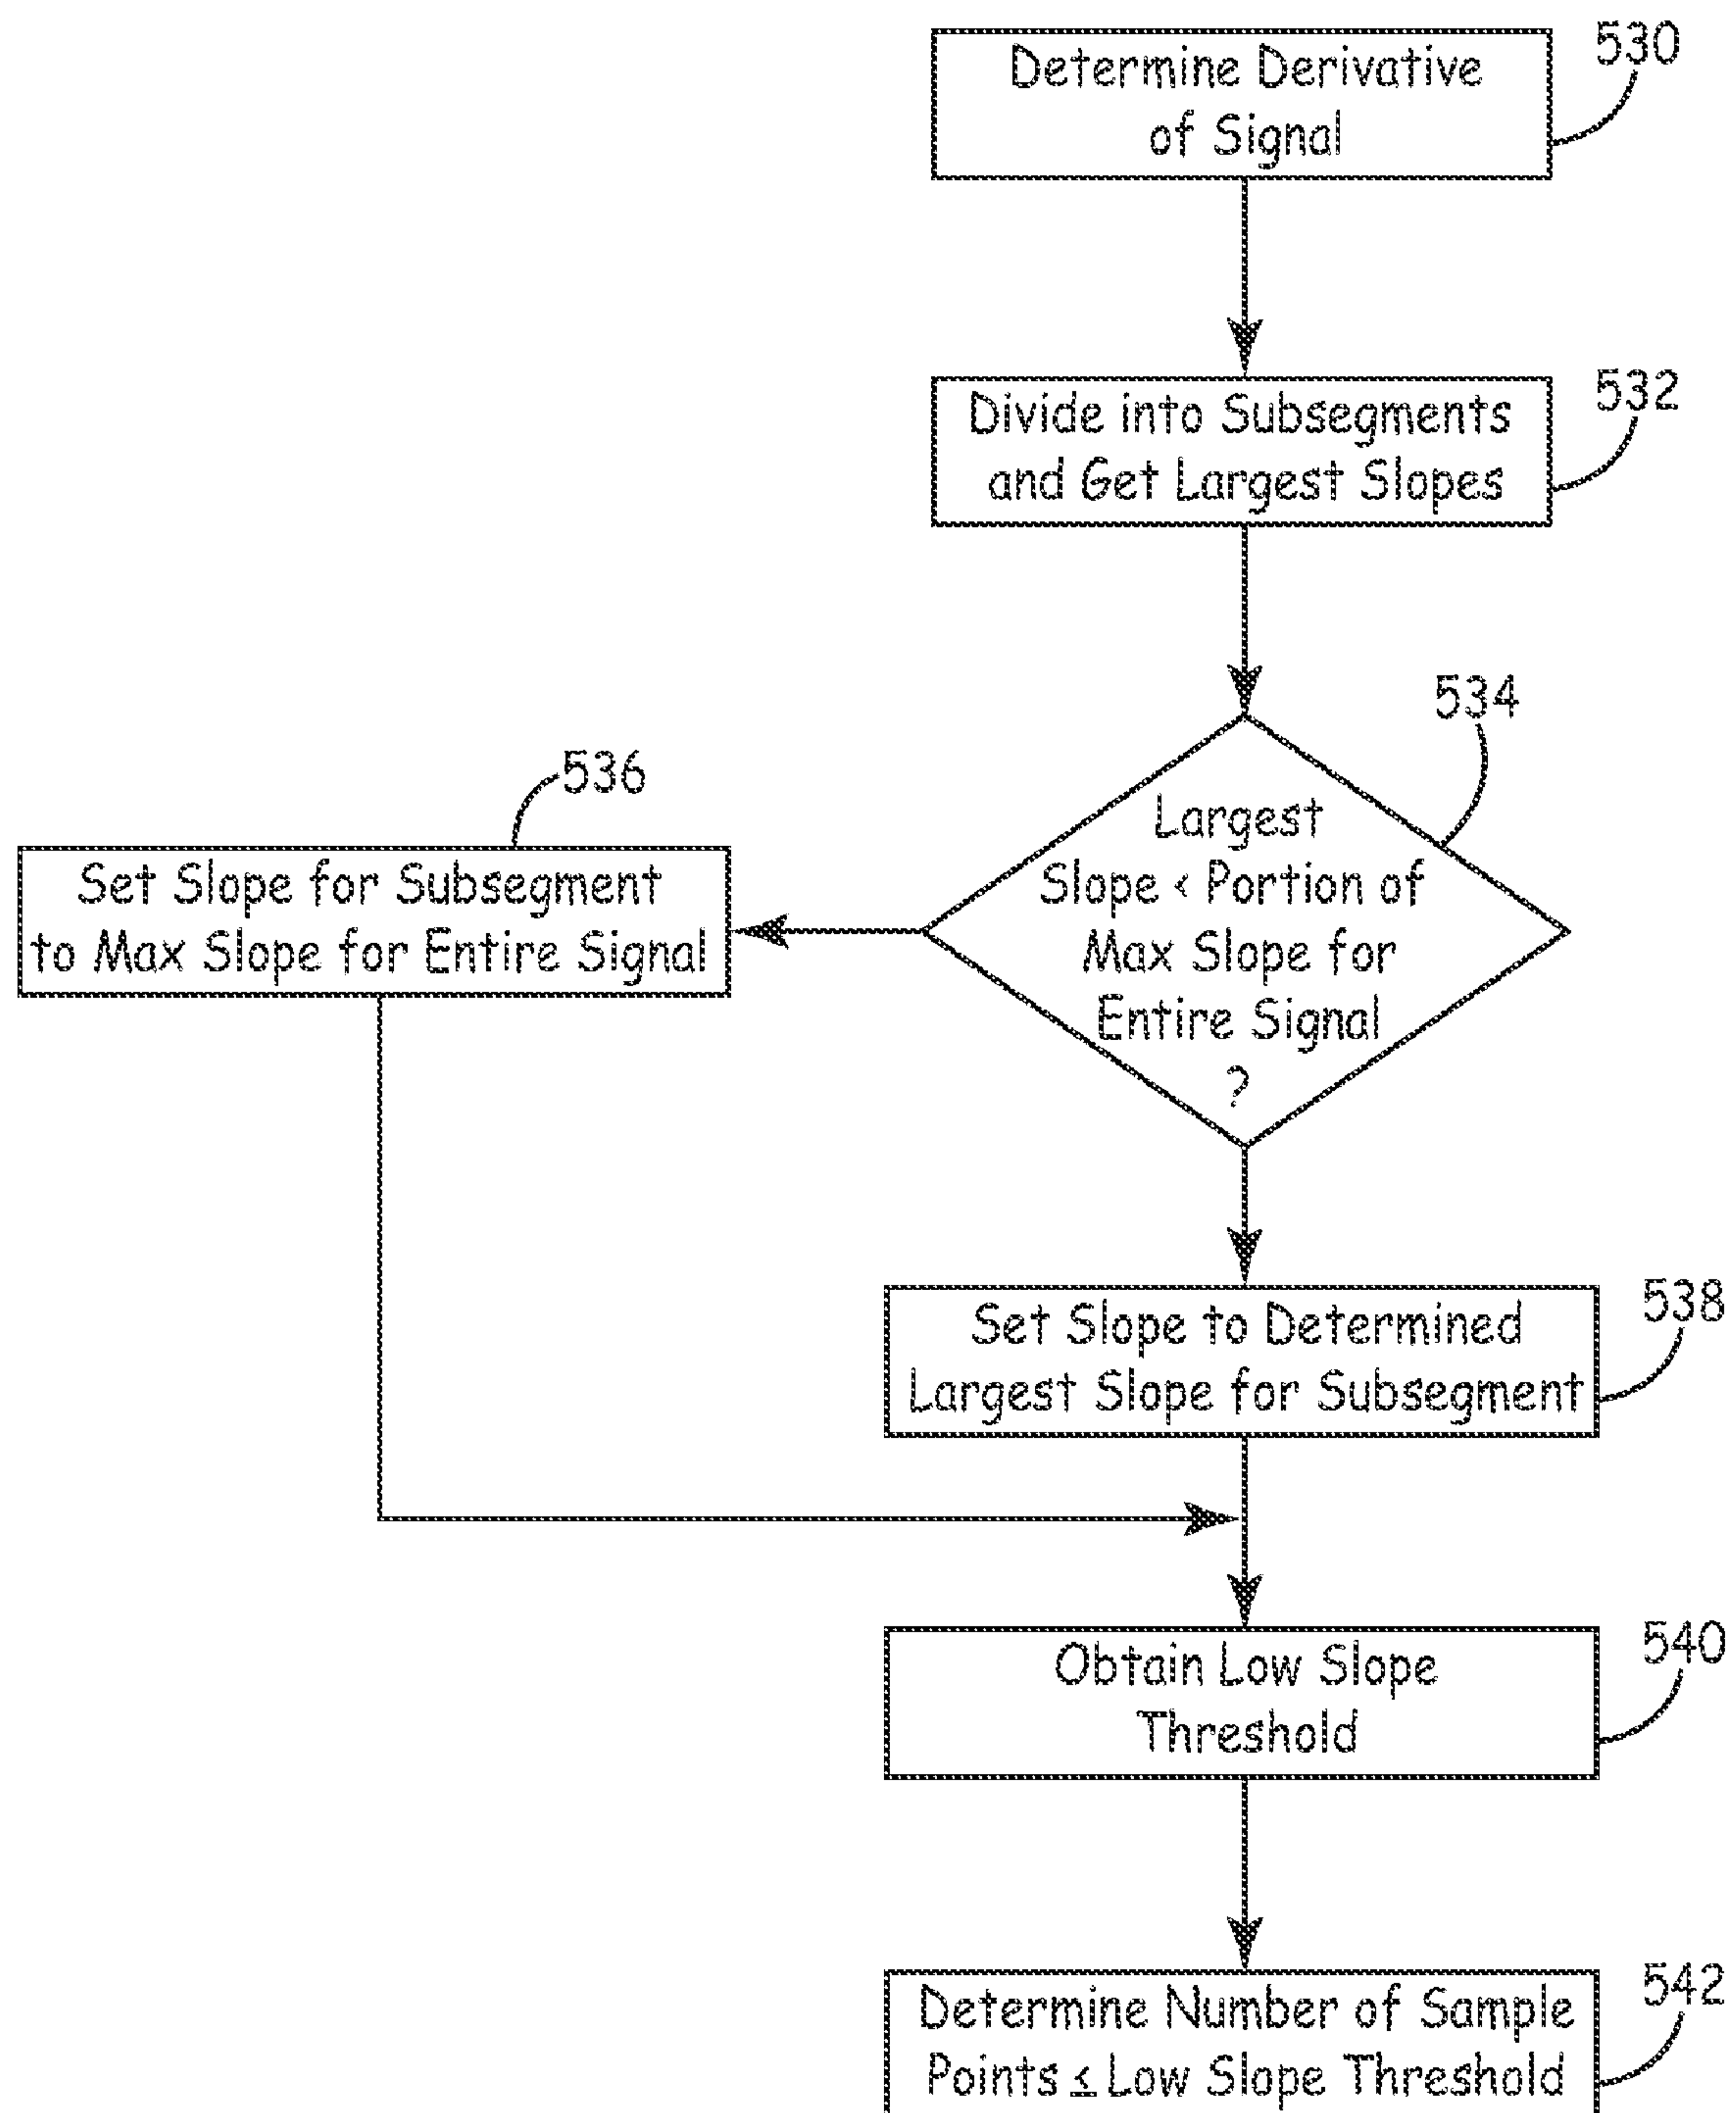 530
Determine Derivative
of Signal
532
Divide into Subsegments
and Get Largest Slopes
534
Largest
Slope < Portion of
Max Slope for
Entire Signal
?
536
Set Slope for Subsegment
to Max Slope for Entire Signal
538
Set Slope to Determined
Largest Slope for Subsegment
540
Obtain Low Slope
Threshold
542
Determine Number of Sample
Points ≤ Low Slope Threshold